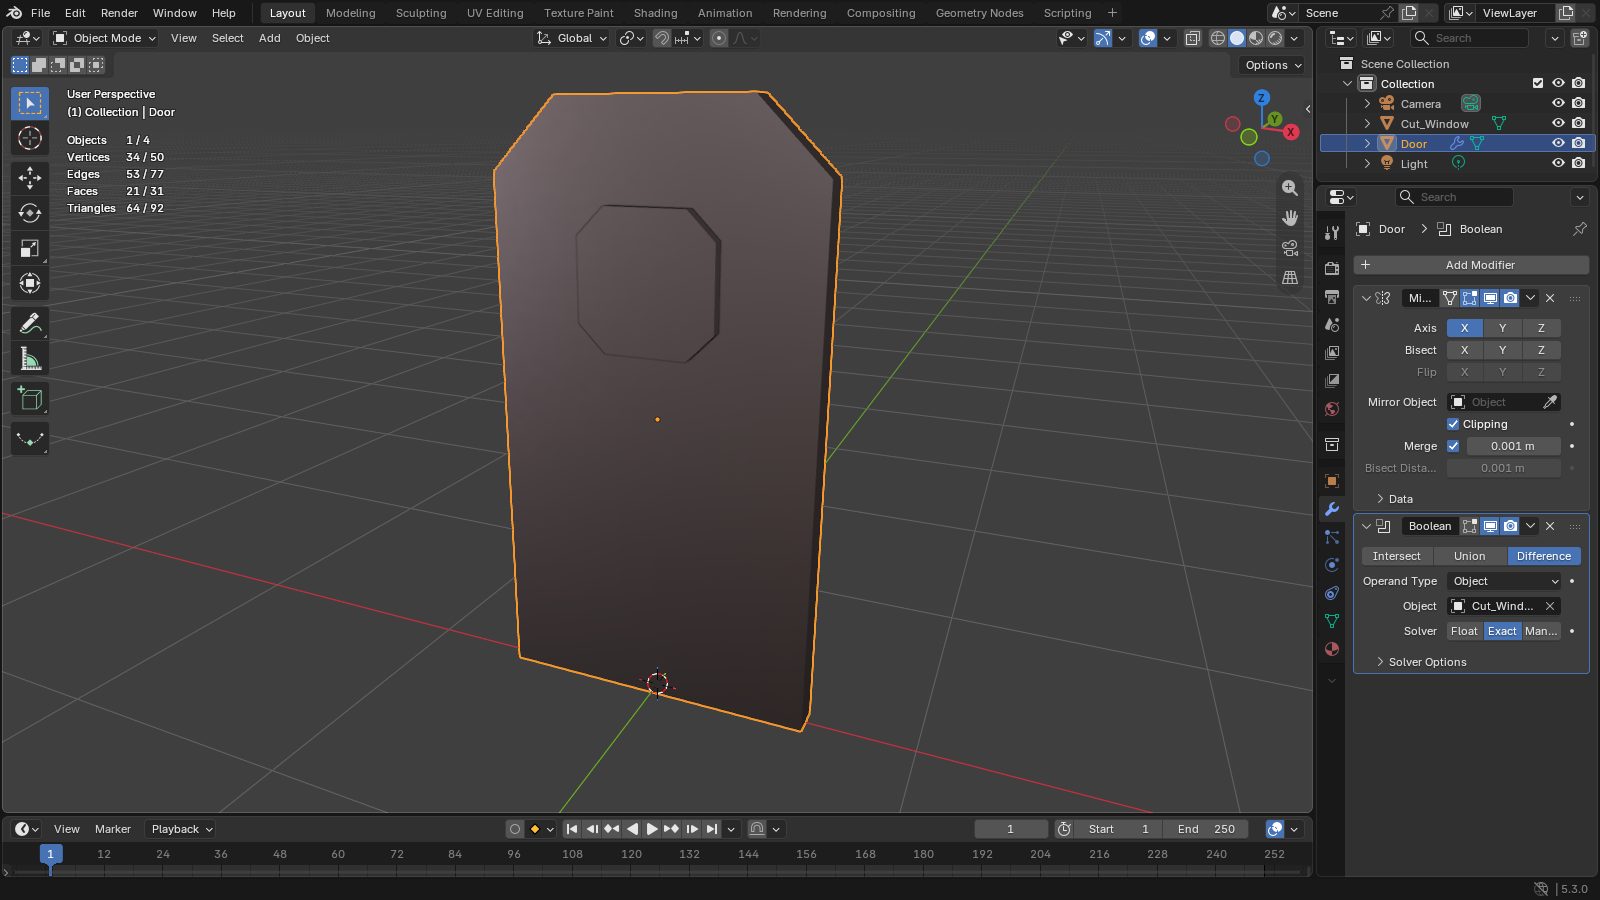 File Edit Render Window Help Layout Modeling Sculpting UV Editing Texture Paint Shading Animation Rendering Compositing Geometry Nodes Scripting Scene ViewLayer
Object Mode View Select Add Object Global
Options
User Perspective
(1) Collection | Door
Objects 1 / 4
Vertices 34 / 50
Edges 53 / 77
Faces 21 / 31
Triangles 64 / 92
Z
Y
X
Search
Scene Collection
Collection
Camera
Cut_Window
Door
Light
Search
Door Boolean
Add Modifier
Mi...
Axis X Y Z
Bisect X Y Z
Flip X Y Z
Mirror Object Object
Clipping
Merge 0.001 m
Bisect Dista... 0.001 m
Data
Boolean
Intersect Union Difference
Operand Type Object
Object Cut_Wind...
Solver Float Exact Man...
Solver Options
View Marker Playback 1 Start 1 End 250
1 12 24 36 48 60 72 84 96 108 120 132 144 156 168 180 192 204 216 228 240 252
5.3.0